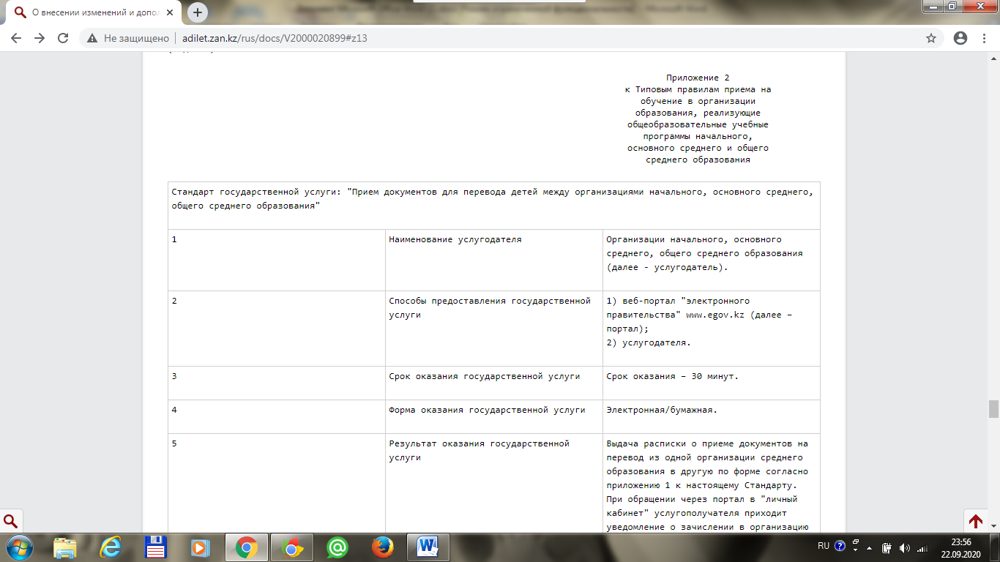 О внесении изменений и допол
Не защищено
adilet.zan.kz/rus/docs/V2000020899#z13
Приложение 2
к Типовым правилам приема на
обучение в организации
образования, реализующие
общеобразовательные учебные
программы начального,
основного среднего и общего
среднего образования
Стандарт государственной услуги: "Прием документов для перевода детей между организациями начального, основного среднего,
общего среднего образования"
1
Наименование услугодателя
Организации начального, основного
среднего, общего среднего образования
(далее - услугодатель).
2
Способы предоставления государственной
услуги
1) веб-портал "электронного
правительства" www.egov.kz (далее –
портал);
2) услугодателя.
3
Срок оказания государственной услуги
Срок оказания – 30 минут.
4
Форма оказания государственной услуги
Электронная/бумажная.
5
Результат оказания государственной
услуги
Выдача расписки о приеме документов на
перевод из одной организации среднего
образования в другую по форме согласно
приложению 1 к настоящему Стандарту.
При обращении через портал в "личный
кабинет" услугополучателя приходит
уведомление о зачислении в организацию
RU
23:56
22.09.2020